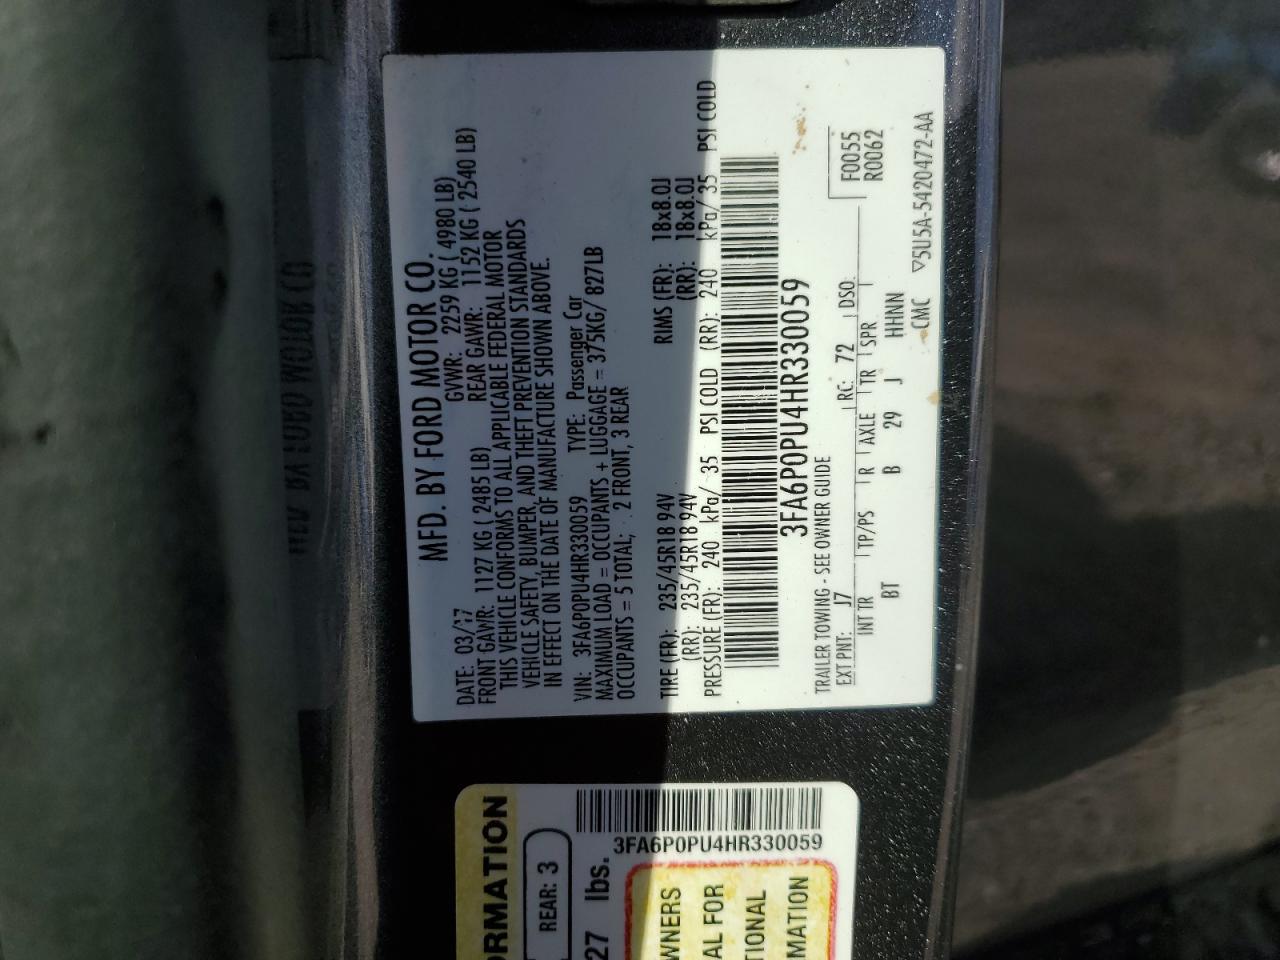 MFD. BY FORD MOTOR CO.
DATE: 03/17 GVWR: 2259 KG ( 4980 LB)
FRONT GAWR: 1127 KG ( 2485 LB) REAR GAWR: 1152 KG ( 2540 LB)
THIS VEHICLE CONFORMS TO ALL APPLICABLE FEDERAL MOTOR
VEHICLE SAFETY, BUMPER, AND THEFT PREVENTION STANDARDS
IN EFFECT ON THE DATE OF MANUFACTURE SHOWN ABOVE.
VIN: 3FA6P0PU4HR330059 TYPE: Passenger Car
MAXIMUM LOAD = OCCUPANTS + LUGGAGE = 375KG/ 827LB
OCCUPANTS = 5 TOTAL; 2 FRONT, 3 REAR
TIRE (FR): 235/45R18 94V RIMS (FR): 18x8.0J
(RR): 235/45R18 94V (RR): 18x8.0J
PRESSURE (FR): 240 kPa/ 35 PSI COLD (RR): 240 kPa/ 35 PSI COLD
3FA6P0PU4HR330059
TRAILER TOWING - SEE OWNER GUIDE F0055
R0062
EXT PNT: J7 RC: 72 DSO:
INT TR TP/PS R AXLE TR SPR
BT B 29 J HHNN
CMC ▽5U5A-5420472-AA
ORMATION
REAR: 3
27 lbs.
3FA6P0PU4HR330059
WNERS
AL FOR
TIONAL
MATION